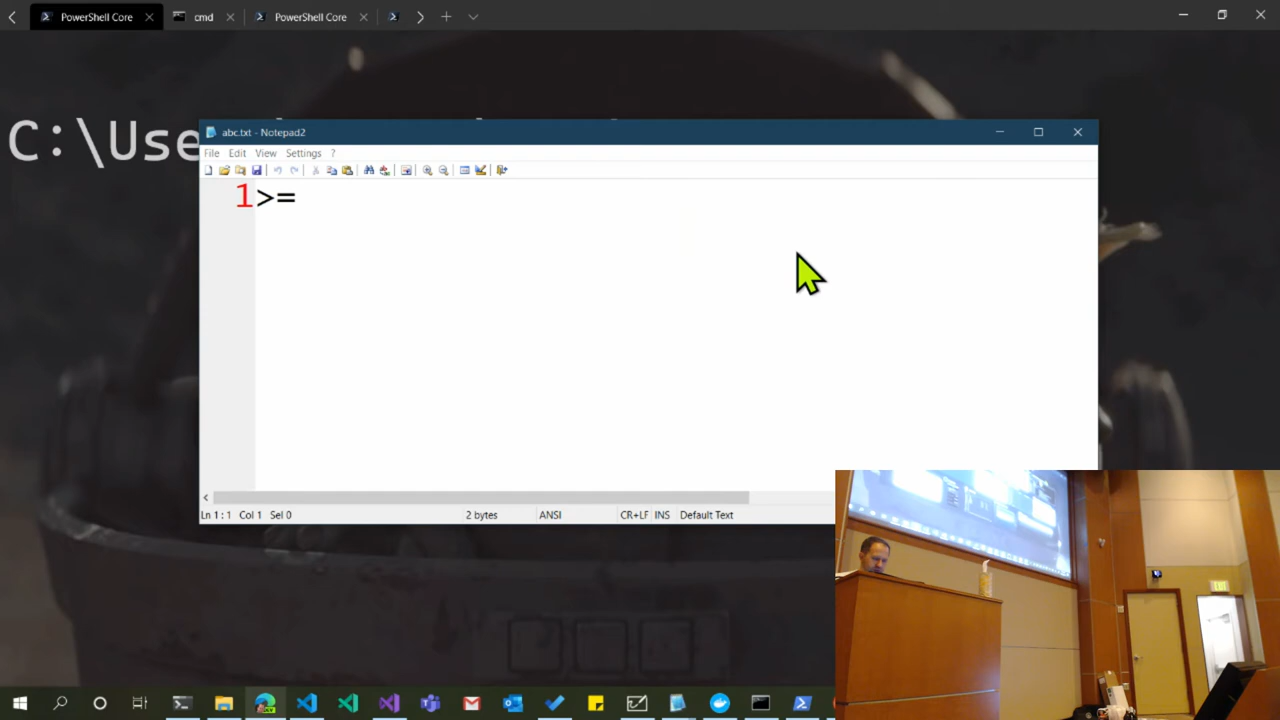 PowerShell Core cmd PowerShell Core
C:\Use
abc.txt - Notepad2
File Edit View Settings ?
1>=
Ln 1 : 1 Col 1 Sel 0 2 bytes ANSI CR+LF INS Default Text